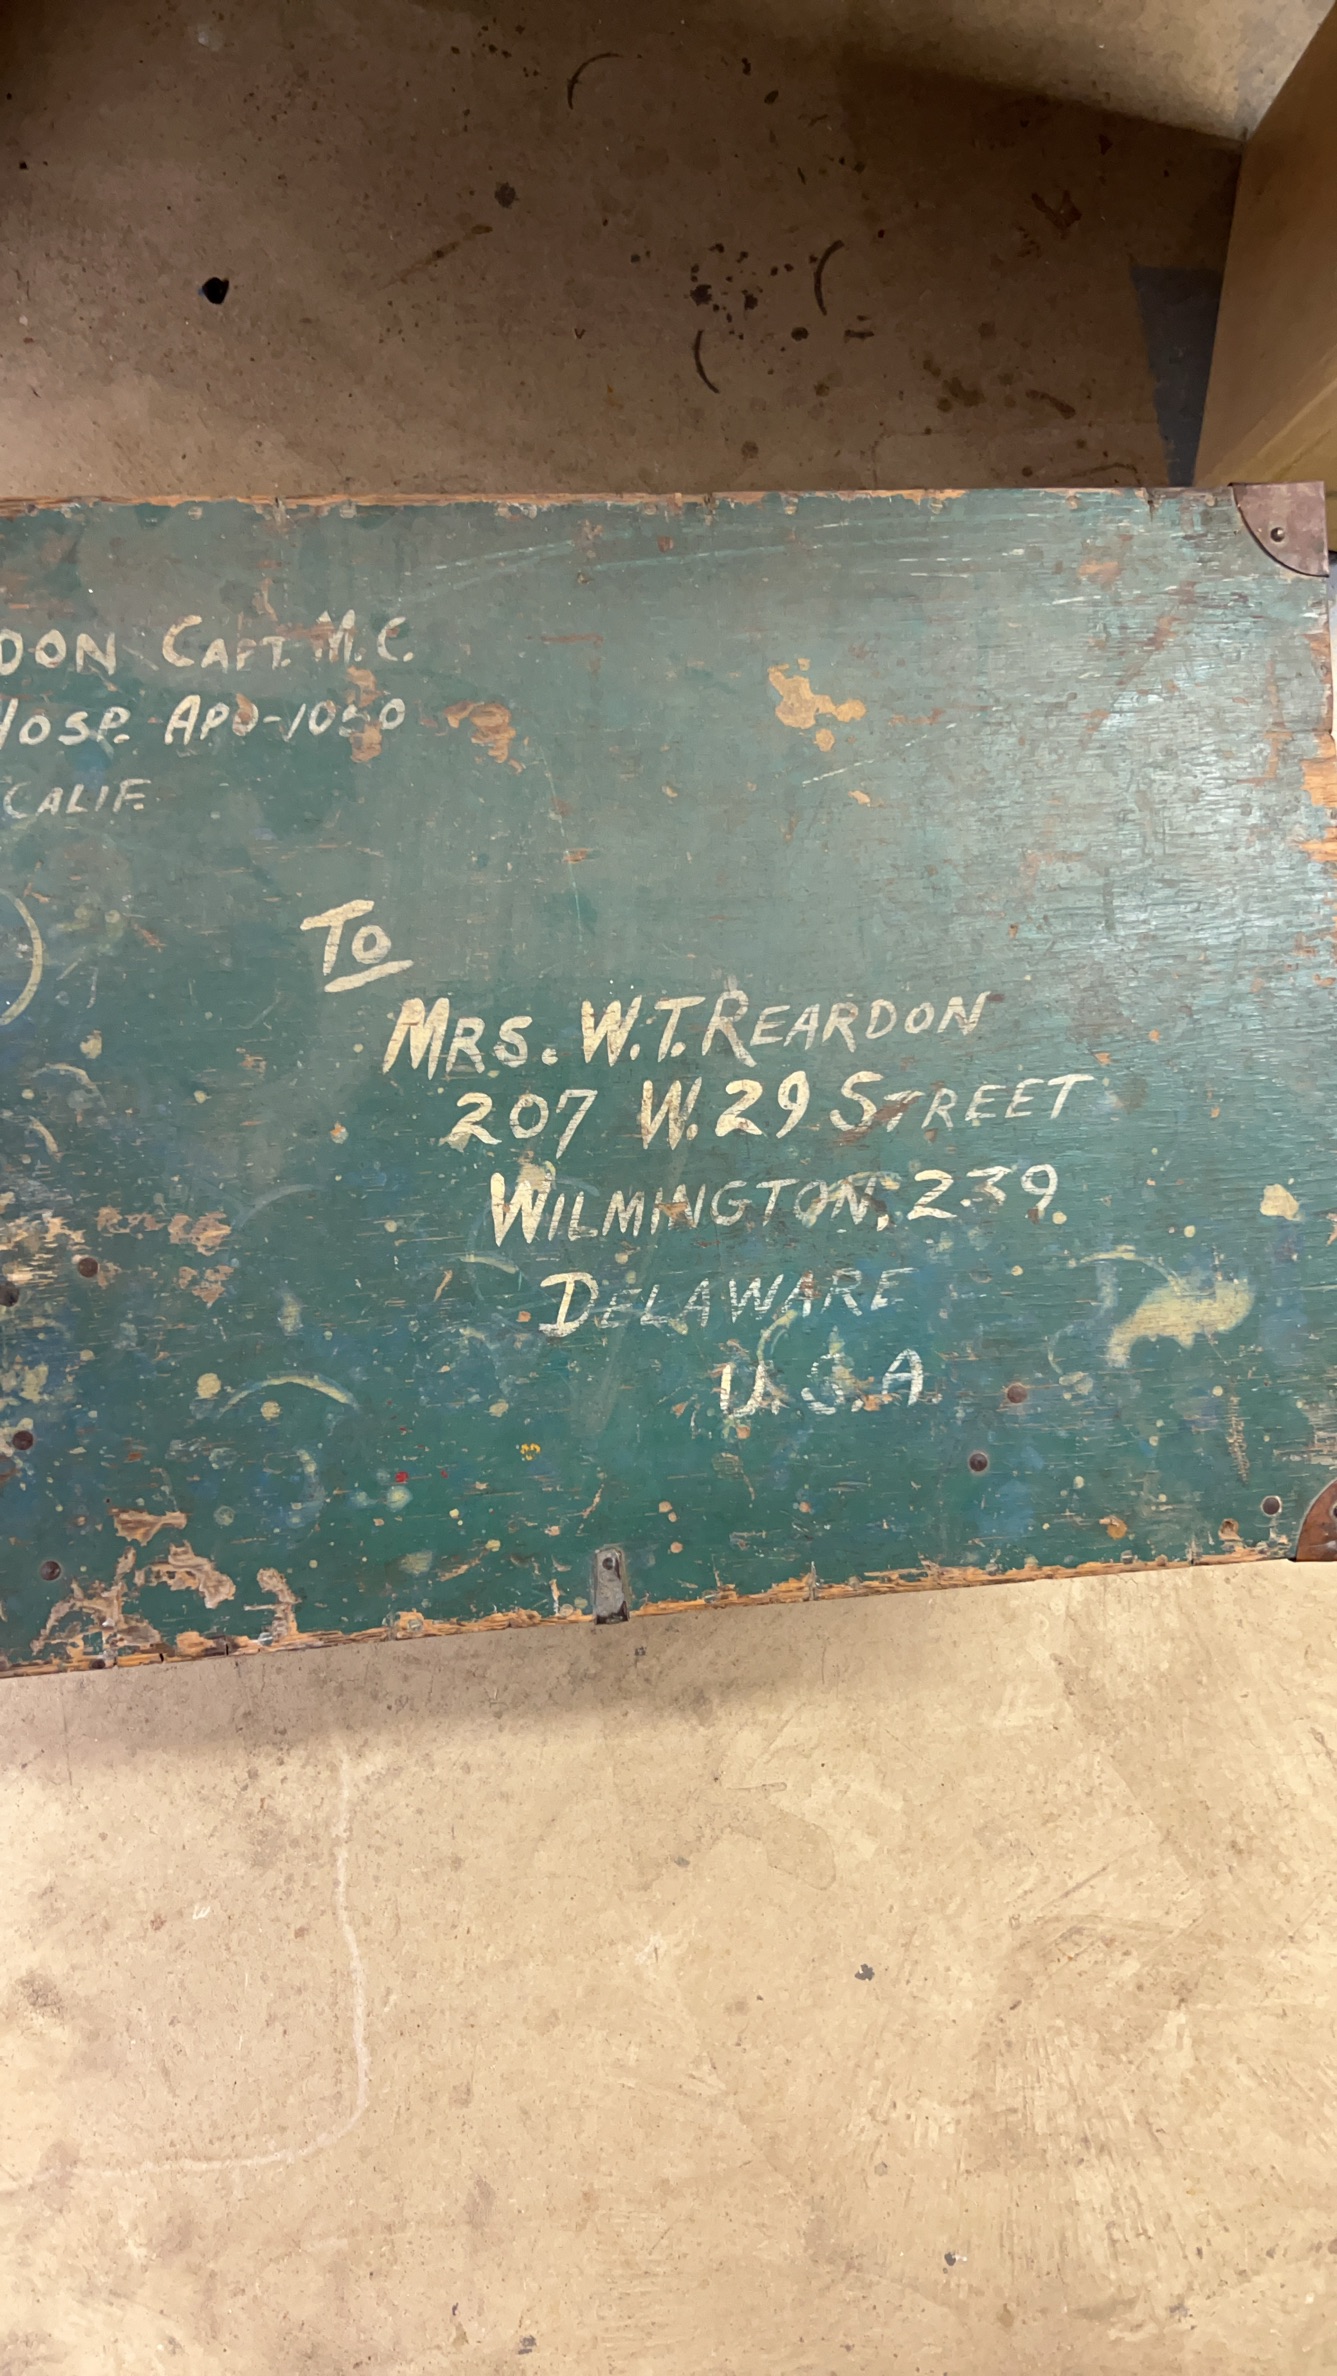 DON CAPT. M.C.
HOSP. APO-1050
CALIF.
To
MRS. W.T. REARDON
207 W. 29 STREET
WILMINGTON, 239.
DELAWARE
U.S.A.